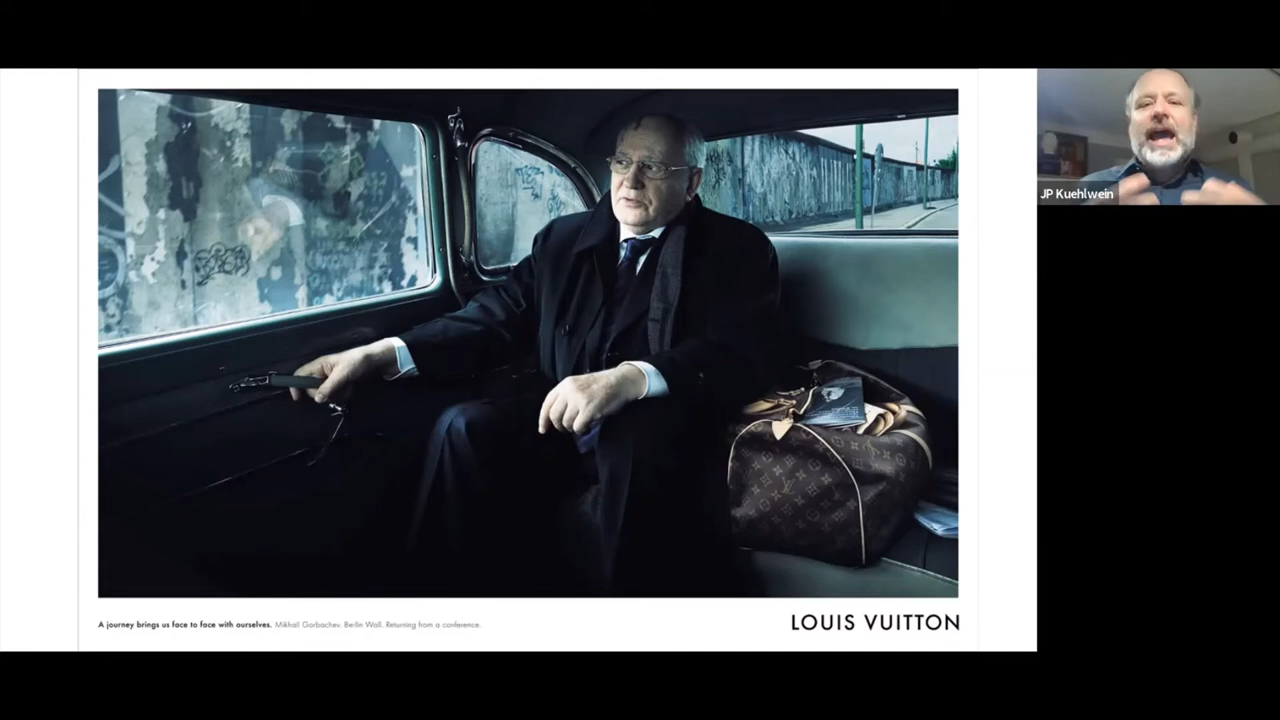 JP Kuehlwein
A journey brings us face to face with ourselves. Mikhail Gorbachev. Berlin Wall. Returning from a conference.
LOUIS VUITTON